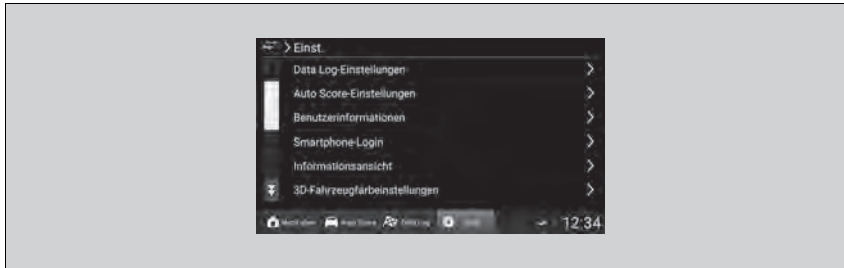 Einst.
Data Log-Einstellungen
Auto Score-Einstellungen
Benutzerinformationen
Smartphone-Login
Informationsansicht
3D-Fahrzeugfarbeinstellungen
12:34